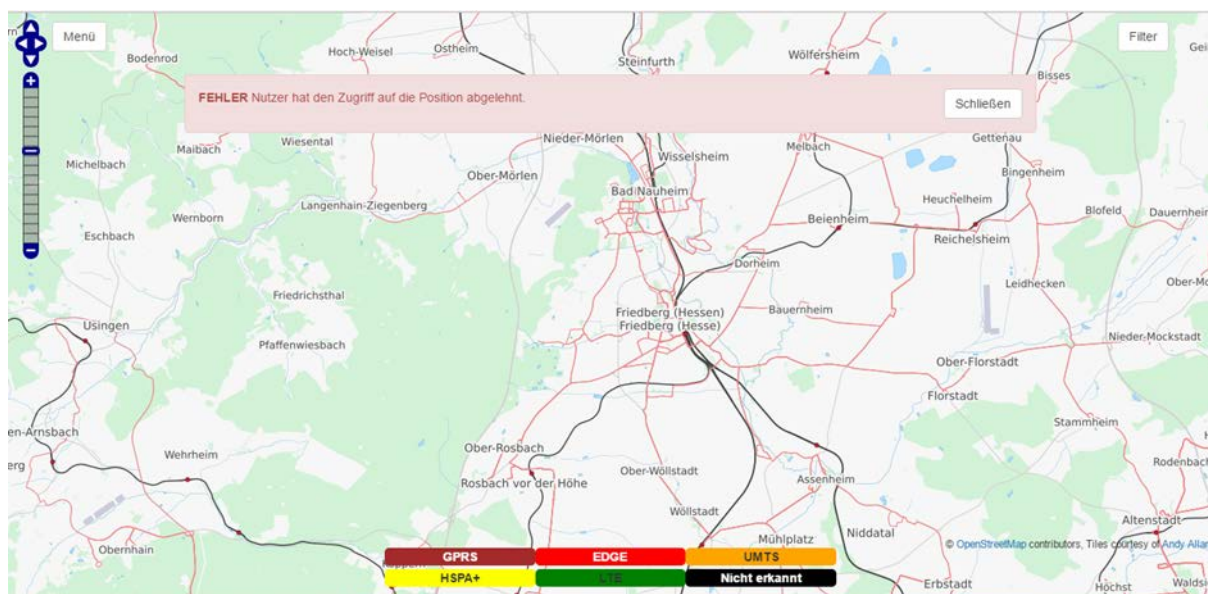 Menü
Filter
Hoch-Weisel
Ostheim
Bodenrod
Steinfurth
Wölfersheim
Bisses
FEHLER Nutzer hat den Zugriff auf die Position abgelehnt.
Schließen
Maibach
Wiesental
Nieder-Mörlen
Melbach
Gettenau
Michelbach
Wisselsheim
Ober-Mörlen
Bingenheim
Bad Nauheim
Langenhain-Ziegenberg
Heuchelheim
Wernborn
Beienheim
Blofeld
Dauernheim
Eschbach
Reichelsheim
Dorheim
Leidhecken
Friedrichsthal
Friedberg (Hessen)
Bauernheim
Friedberg (Hesse)
Usingen
Pfaffenwiesbach
Nieder-Mockstadt
Ober-Florstadt
Florstadt
en-Arnsbach
Stammheim
Ober-Rosbach
Wehrheim
Rodenbach
Ober-Wöllstadt
Rosbach vor der Höhe
Assenheim
Wöllstadt
Altenstadt
Niddatal
Mühlplatz
Obernhain
© OpenStreetMap contributors, Tiles courtesy of Andy Allan
GPRS
EDGE
UMTS
HSPA+
LTE
Nicht erkannt
Erbstadt
Höchst